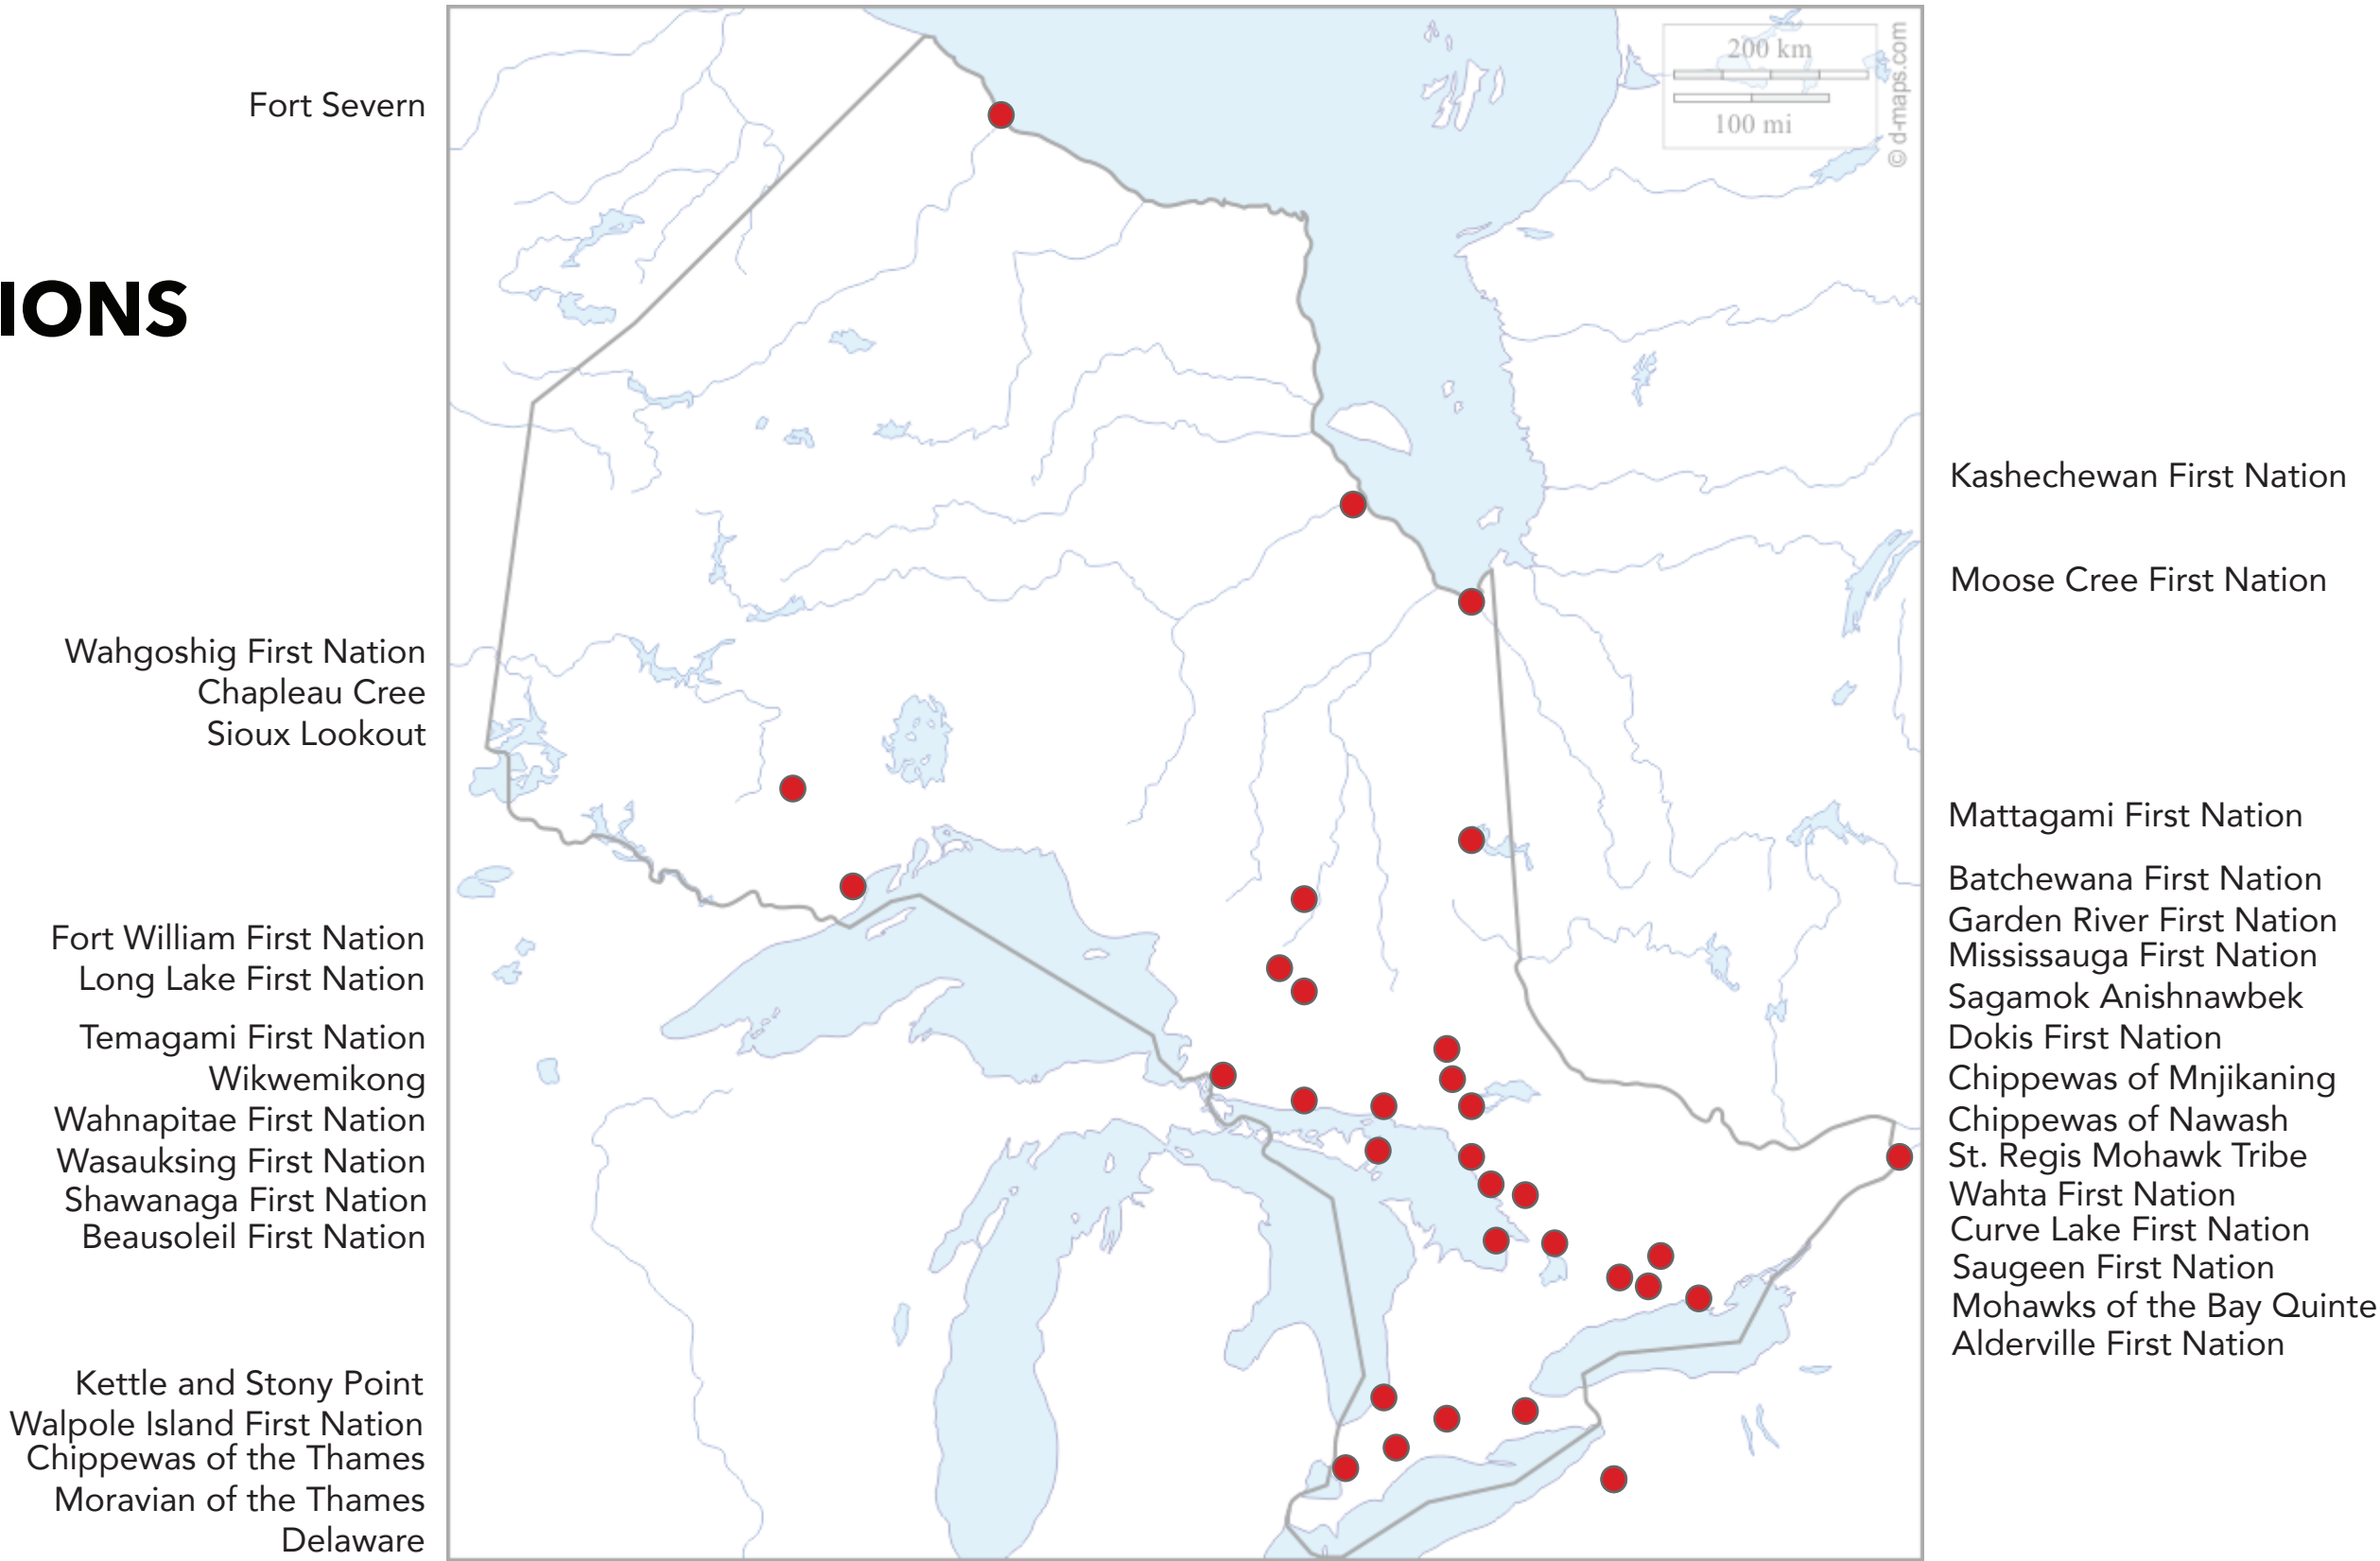 IONS
Fort Severn
Wahgoshig First Nation
Chapleau Cree
Sioux Lookout
Fort William First Nation
Long Lake First Nation
Temagami First Nation
Wikwemikong
Wahnapitae First Nation
Wasauksing First Nation
Shawanaga First Nation
Beausoleil First Nation
Kettle and Stony Point
Walpole Island First Nation
Chippewas of the Thames
Moravian of the Thames
Delaware
200 km
100 mi
© d-maps.com
Kashechewan First Nation
Moose Cree First Nation
Mattagami First Nation
Batchewana First Nation
Garden River First Nation
Mississauga First Nation
Sagamok Anishnawbek
Dokis First Nation
Chippewas of Mnjikaning
Chippewas of Nawash
St. Regis Mohawk Tribe
Wahta First Nation
Curve Lake First Nation
Saugeen First Nation
Mohawks of the Bay Quinte
Alderville First Nation